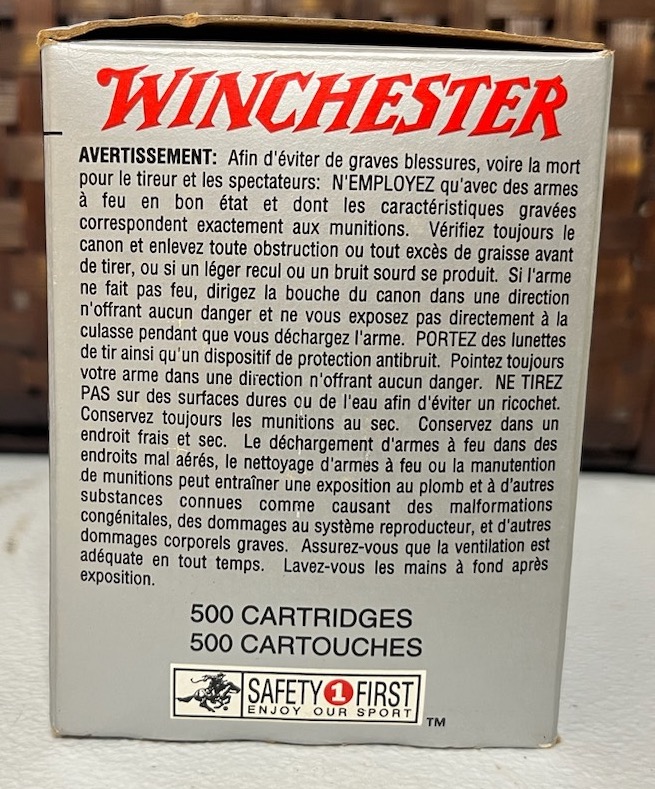 WINCHESTER
AVERTISSEMENT: Afin d'éviter de graves blessures, voire la mort
pour le tireur et les spectateurs: N'EMPLOYEZ qu'avec des armes
à feu en bon état et dont les caractéristiques gravées
correspondent exactement aux munitions. Vérifiez toujours le
canon et enlevez toute obstruction ou tout excès de graisse avant
de tirer, ou si un léger recul ou un bruit sourd se produit. Si l'arme
ne fait pas feu, dirigez la bouche du canon dans une direction
n'offrant aucun danger et ne vous exposez pas directement à la
culasse pendant que vous déchargez l'arme. PORTEZ des lunettes
de tir ainsi qu'un dispositif de protection antibruit. Pointez toujours
votre arme dans une direction n'offrant aucun danger. NE TIREZ
PAS sur des surfaces dures ou de l'eau afin d'éviter un ricochet.
Conservez toujours les munitions au sec. Conservez dans un
endroit frais et sec. Le déchargement d'armes à feu dans des
endroits mal aérés, le nettoyage d'armes à feu ou la manutention
de munitions peut entraîner une exposition au plomb et à d'autres
substances connues comme causant des malformations
congénitales, des dommages au système reproducteur, et d'autres
dommages corporels graves. Assurez-vous que la ventilation est
adéquate en tout temps. Lavez-vous les mains à fond après
exposition.
500 CARTRIDGES
500 CARTOUCHES
SAFETY 1 FIRST
ENJOY OUR SPORT
TM